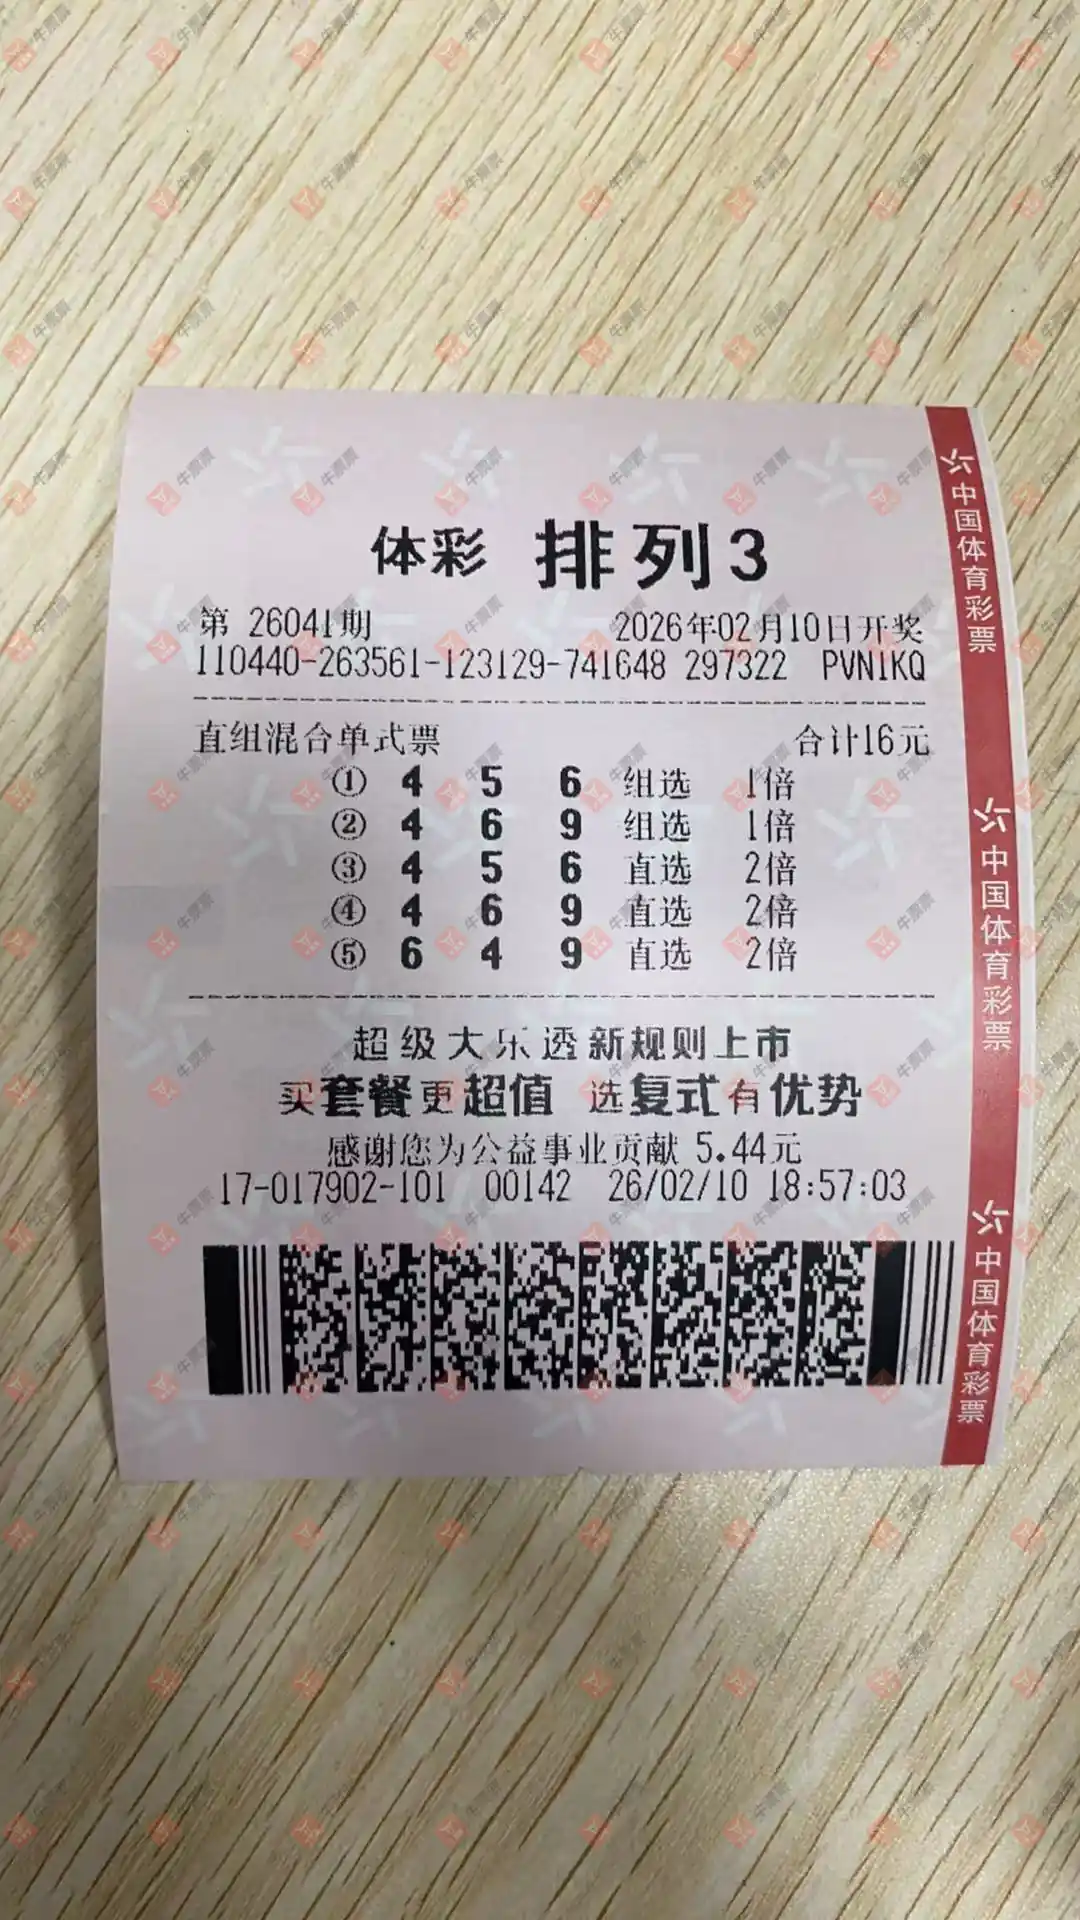 体彩 排列3
第 26041期 2026年02月10日开奖
110440-263561-123129-741648 297322 PVN1KQ
直组混合单式票 合计16元
① 4 5 6 组选 1倍
② 4 6 9 组选 1倍
③ 4 5 6 直选 2倍
④ 4 6 9 直选 2倍
⑤ 6 4 9 直选 2倍
超级大乐透新规则上市
买套餐更超值 选复式有优势
感谢您为公益事业贡献 5.44元
17-017902-101 00142 26/02/10 18:57:03
中国体育彩票
中国体育彩票
中国体育彩票
牛票票